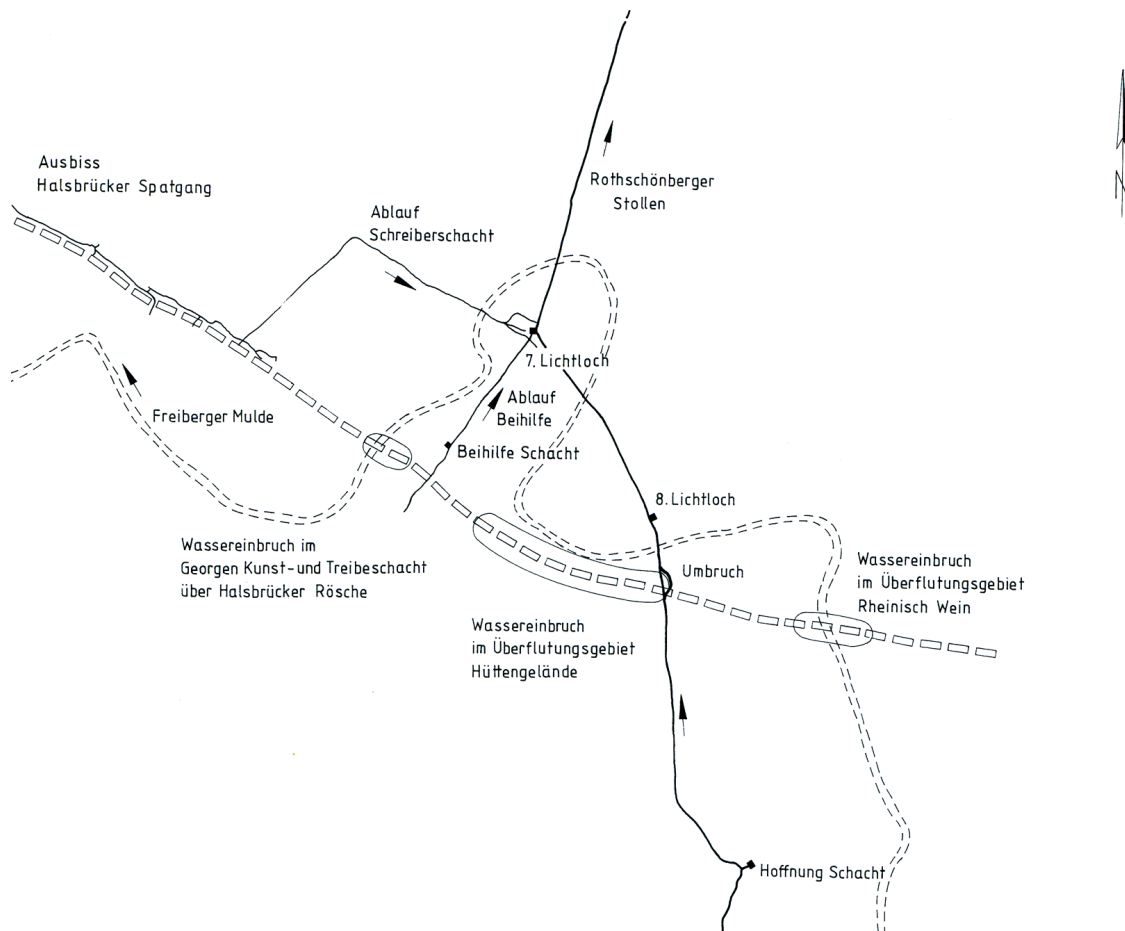 Ausbiss
Halsbrücker Spatgang
Ablauf
Schreiberschacht
Rothschönberger
Stollen
N
7. Lichtloch
Ablauf
Beihilfe
Freiberger Mulde
Beihilfe Schacht
8. Lichtloch
Wassereinbruch im
Georgen Kunst- und Treibeschacht
über Halsbrücker Rösche
Umbruch
Wassereinbruch
im Überflutungsgebiet
Rheinisch Wein
Wassereinbruch
im Überflutungsgebiet
Hüttengelände
Hoffnung Schacht